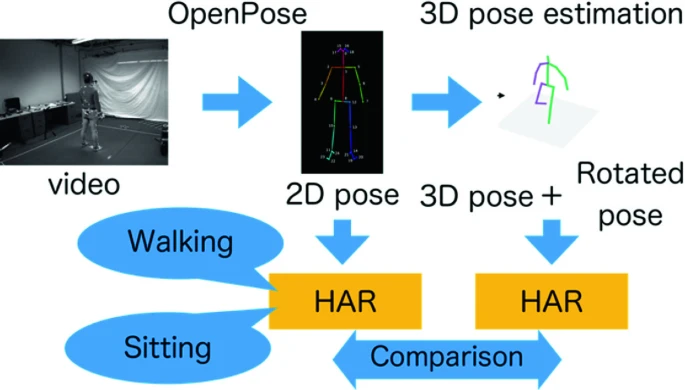 OpenPose
3D pose estimation
video
2D pose
3D pose +
Rotated
pose
Walking
HAR
HAR
Sitting
Comparison